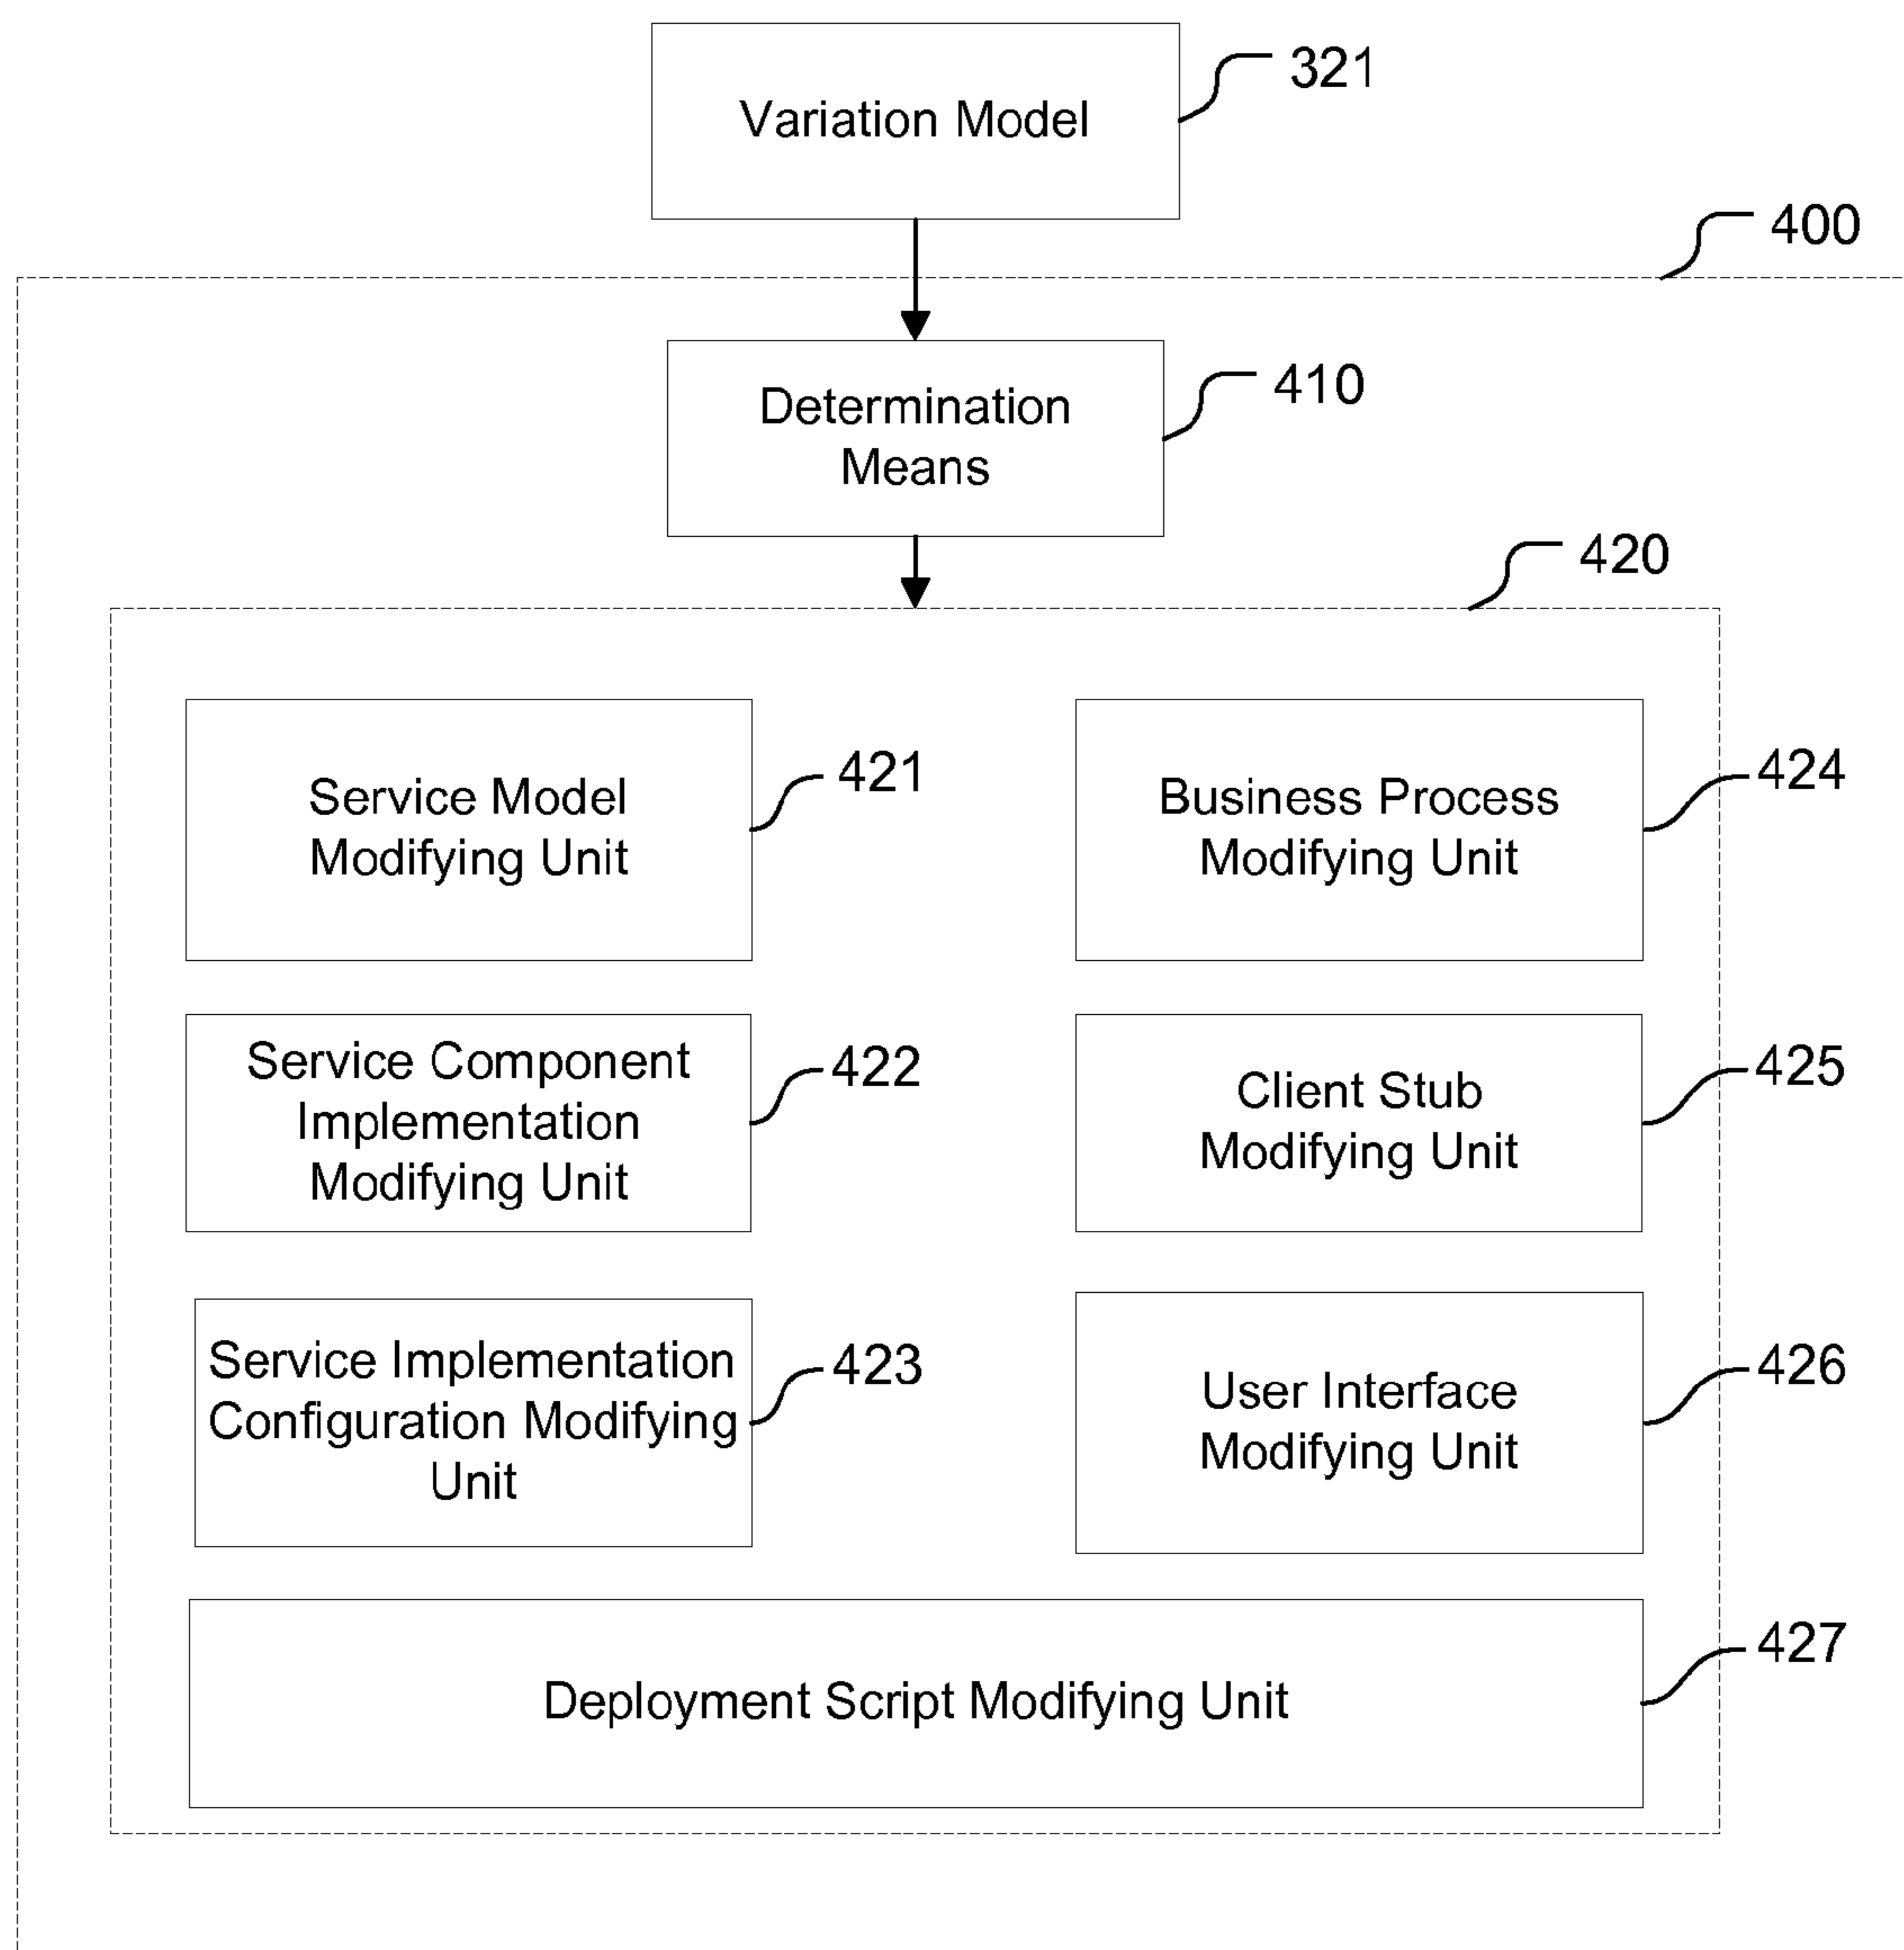 Variation Model
321
400
Determination
Means
410
420
Service Model
Modifying Unit
421
Business Process
Modifying Unit
424
Service Component
Implementation
Modifying Unit
422
Client Stub
Modifying Unit
425
Service Implementation
Configuration Modifying
Unit
423
User Interface
Modifying Unit
426
Deployment Script Modifying Unit
427